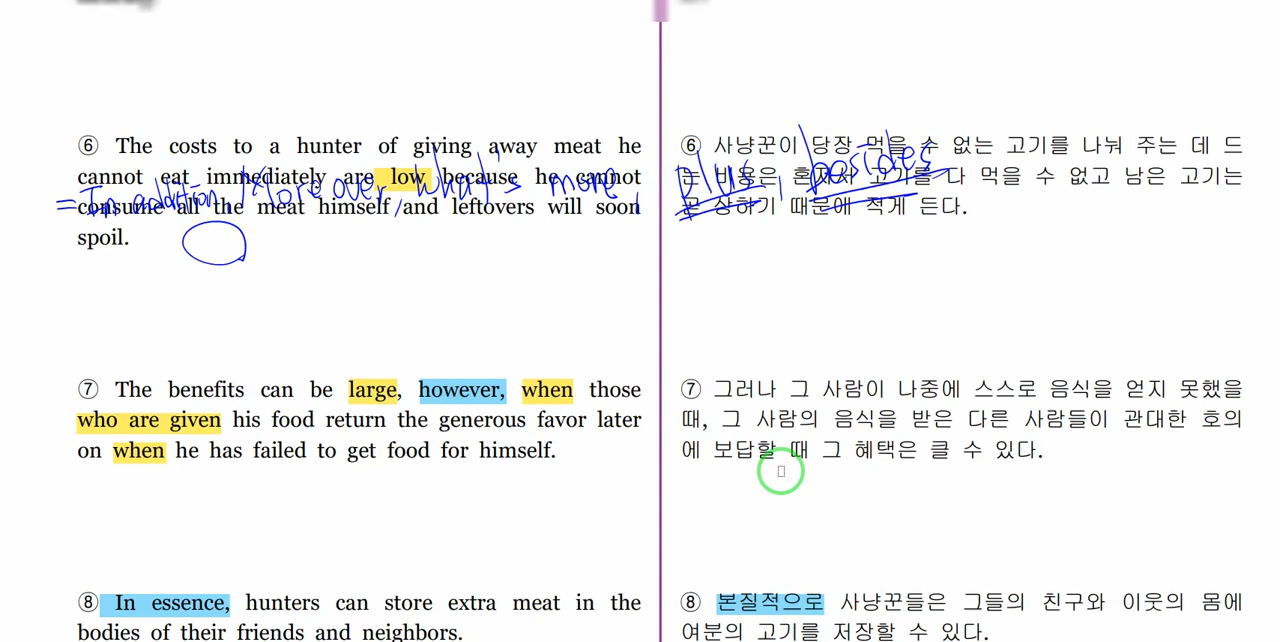 ⑥ The costs to a hunter of giving away meat he
cannot eat immediately are low because he cannot
= In addition, Moreover what's more,
consume all the meat himself and leftovers will soon
spoil.
⑦ The benefits can be large, however, when those
who are given his food return the generous favor later
on when he has failed to get food for himself.
⑧ In essence, hunters can store extra meat in the
bodies of their friends and neighbors.
⑥ 사냥꾼이 당장 먹을 수 없는 고기를 나눠 주는 데 드
는 비용은 혼자서 고기를 다 먹을 수 없고 남은 고기는
plus, besides
곧 상하기 때문에 적게 든다.
⑦ 그러나 그 사람이 나중에 스스로 음식을 얻지 못했을
때, 그 사람의 음식을 받은 다른 사람들이 관대한 호의
에 보답할 때 그 혜택은 클 수 있다.
⑧ 본질적으로 사냥꾼들은 그들의 친구와 이웃의 몸에
여분의 고기를 저장할 수 있다.